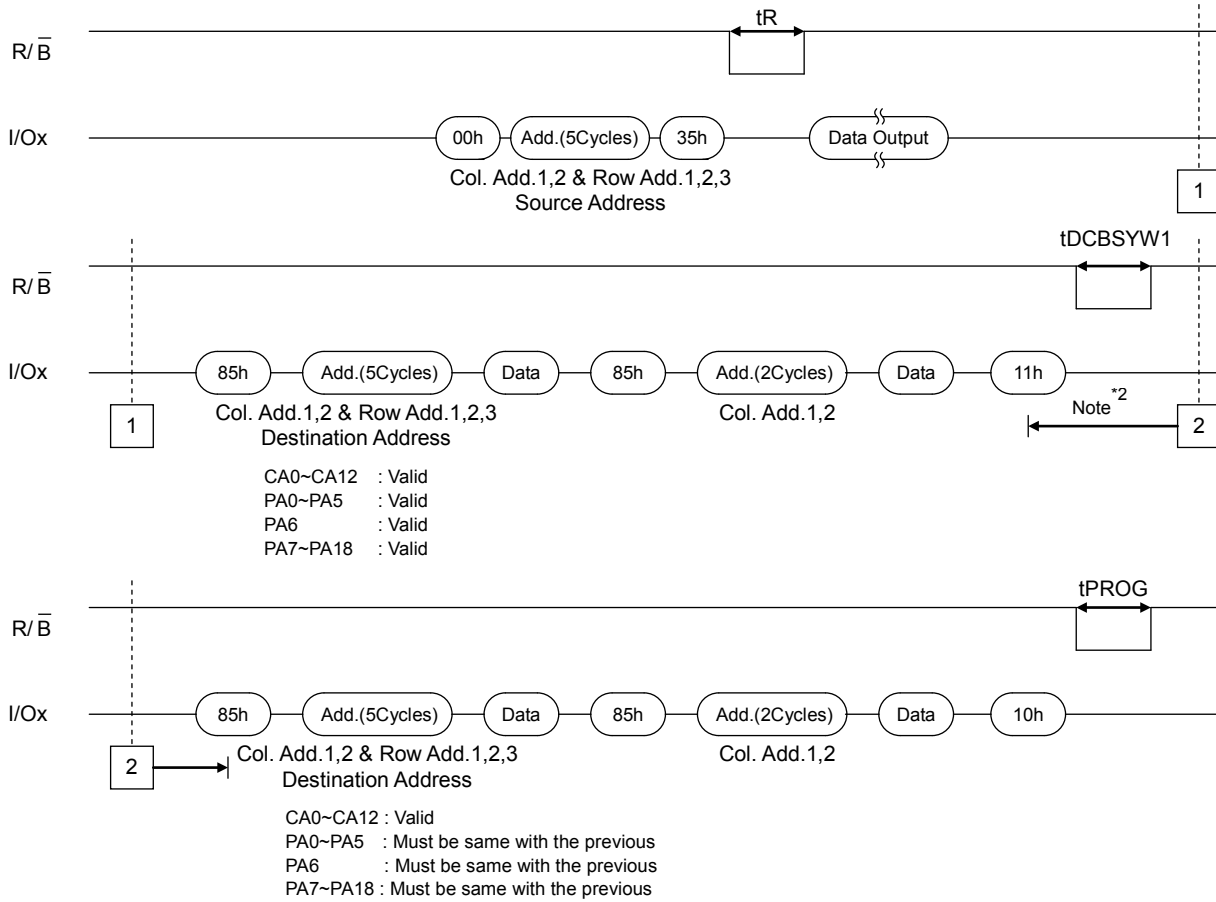 tR
R/B̅
I/Ox 00h Add.(5Cycles) 35h Data Output
Col. Add.1,2 & Row Add.1,2,3
Source Address
1
tDCBSYW1
R/B̅
I/Ox 85h Add.(5Cycles) Data 85h Add.(2Cycles) Data 11h
Col. Add.1,2 & Row Add.1,2,3 Col. Add.1,2 Note*2
1 Destination Address 2
CA0~CA12 : Valid
PA0~PA5 : Valid
PA6 : Valid
PA7~PA18 : Valid
tPROG
R/B̅
I/Ox 85h Add.(5Cycles) Data 85h Add.(2Cycles) Data 10h
Col. Add.1,2 & Row Add.1,2,3 Col. Add.1,2
2 Destination Address
CA0~CA12 : Valid
PA0~PA5 : Must be same with the previous
PA6 : Must be same with the previous
PA7~PA18 : Must be same with the previous